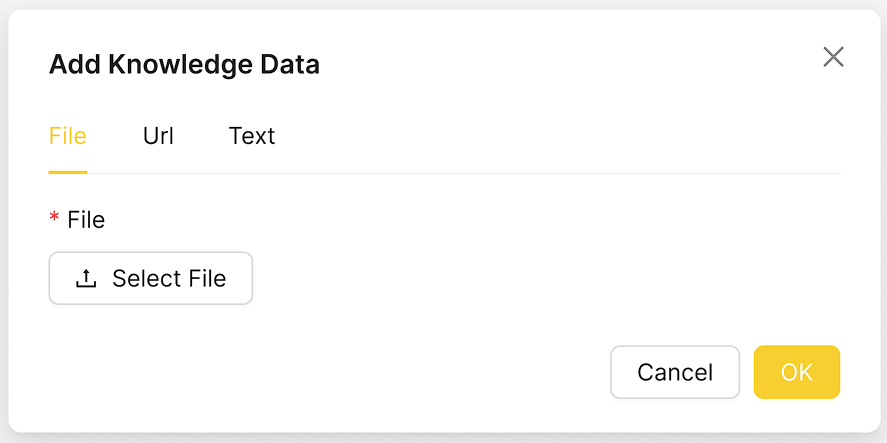 Add Knowledge Data
File Url Text
* File
Select File
Cancel OK